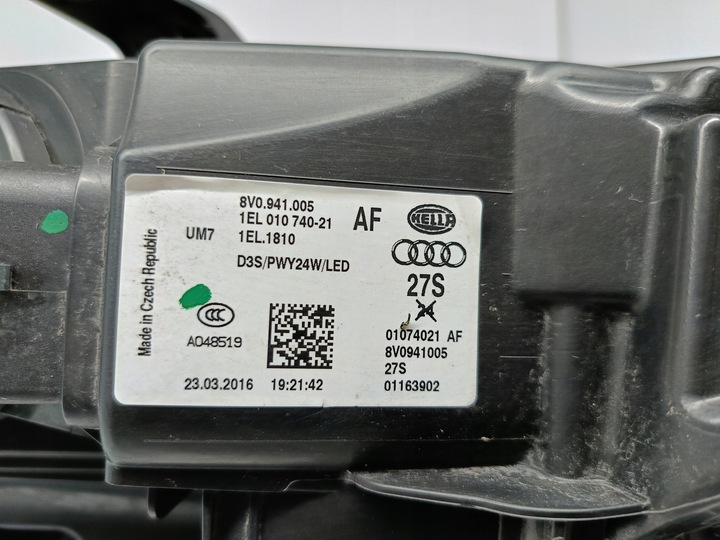 8V0.941.005
1EL 010 740-21
1EL.1810
UM7
AF
HELLA
D3S/PWY24W/LED
27S
Made in Czech Republic
CCC
A048519
01074021 AF
8V0941005
27S
01163902
23.03.2016
19:21:42